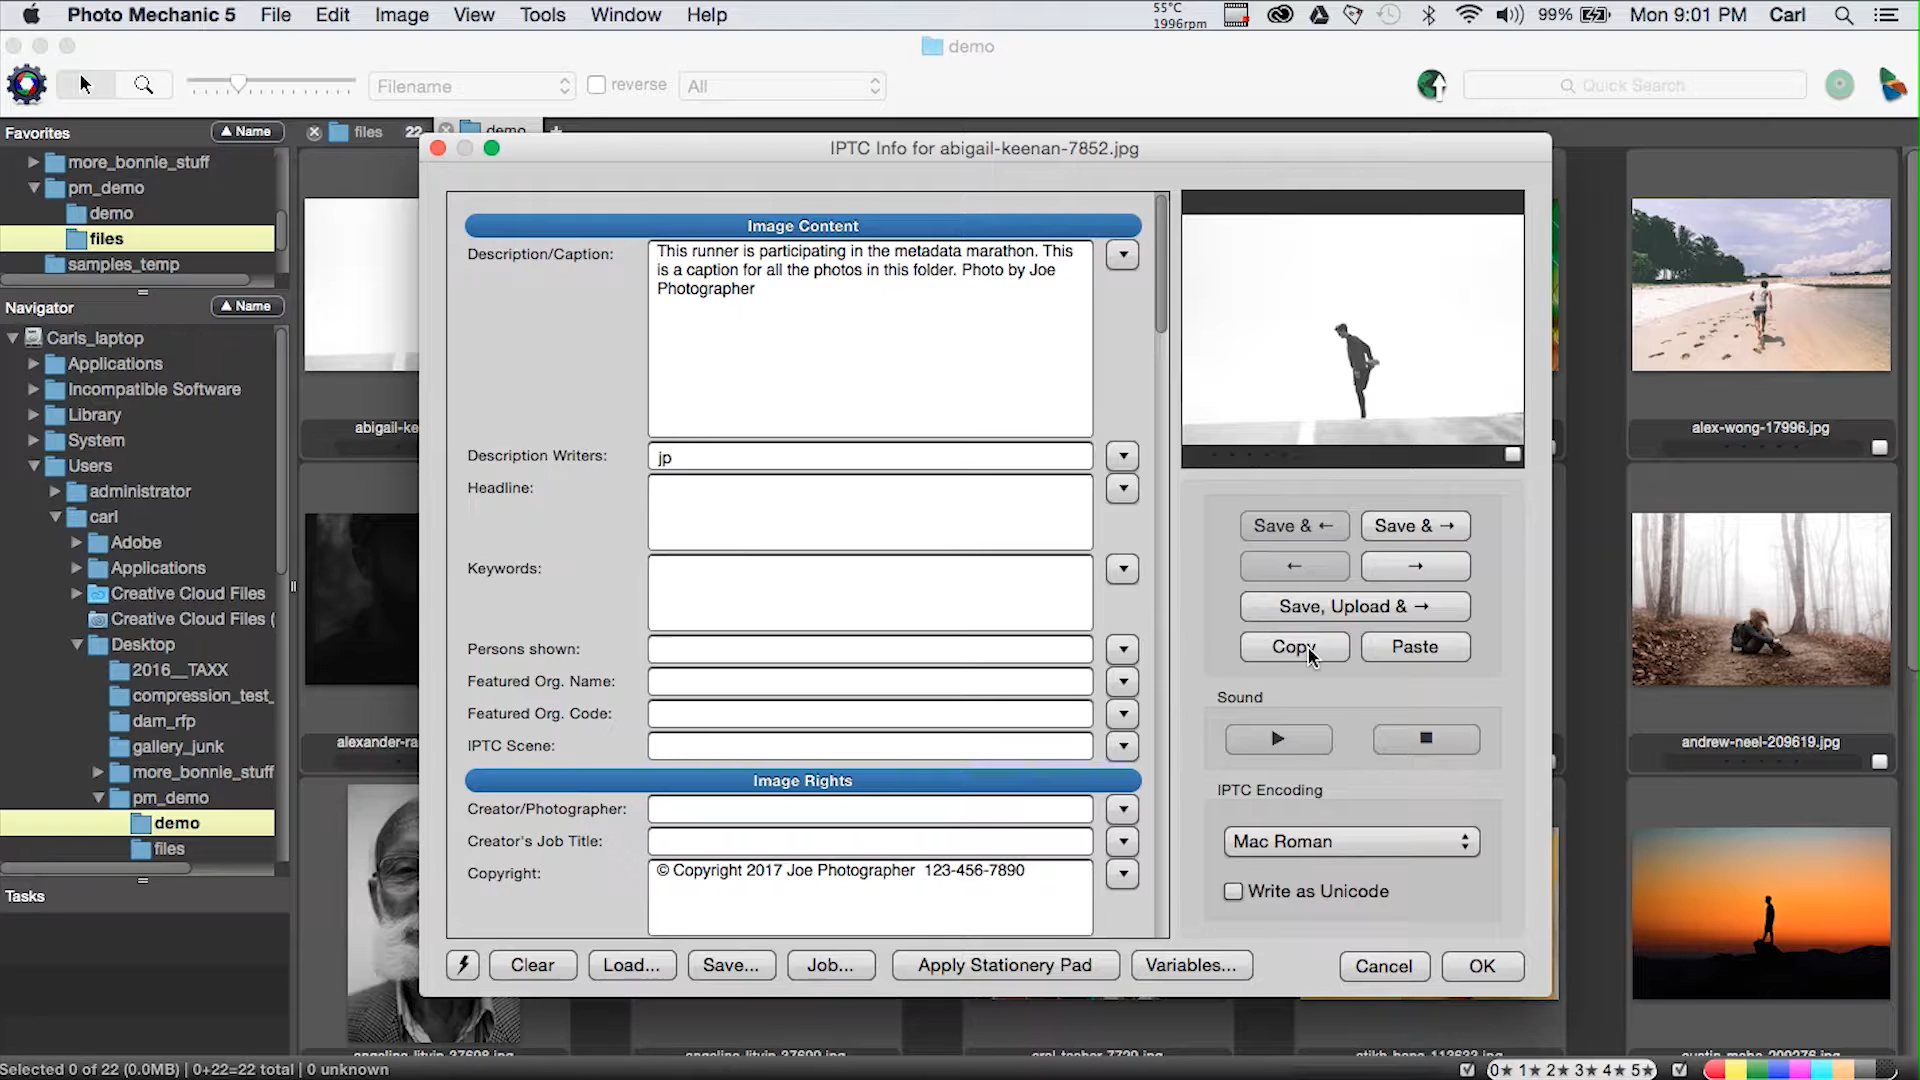 Photo Mechanic 5 File Edit Image View Tools Window Help
55°C
1996rpm
99% Mon 9:01 PM Carl
demo
Filename
reverse
All
Quick Search
Favorites
Name
more_bonnie_stuff
pm_demo
demo
files
samples_temp
Navigator
Name
Carls_laptop
Applications
Incompatible Software
Library
System
Users
administrator
carl
Adobe
Applications
Creative Cloud Files
Creative Cloud Files (
Desktop
2016__TAXX
compression_test_
dam_rfp
gallery_junk
more_bonnie_stuff
pm_demo
demo
files
Tasks
files 22
demo
abigail-ke
alexander-ra
IPTC Info for abigail-keenan-7852.jpg
Image Content
Description/Caption:
This runner is participating in the metadata marathon. This
is a caption for all the photos in this folder. Photo by Joe
Photographer
Description Writers:
jp
Headline:
Keywords:
Persons shown:
Featured Org. Name:
Featured Org. Code:
IPTC Scene:
Image Rights
Creator/Photographer:
Creator's Job Title:
Copyright:
© Copyright 2017 Joe Photographer 123-456-7890
Save & ←
Save & →
←
→
Save, Upload & →
Copy
Paste
Sound
IPTC Encoding
Mac Roman
Write as Unicode
Clear
Load...
Save...
Job...
Apply Stationery Pad
Variables...
Cancel
OK
alex-wong-17996.jpg
andrew-neel-209619.jpg
Selected 0 of 22 (0.0MB) | 0+22=22 total | 0 unknown
0★ 1★ 2★ 3★ 4★ 5★